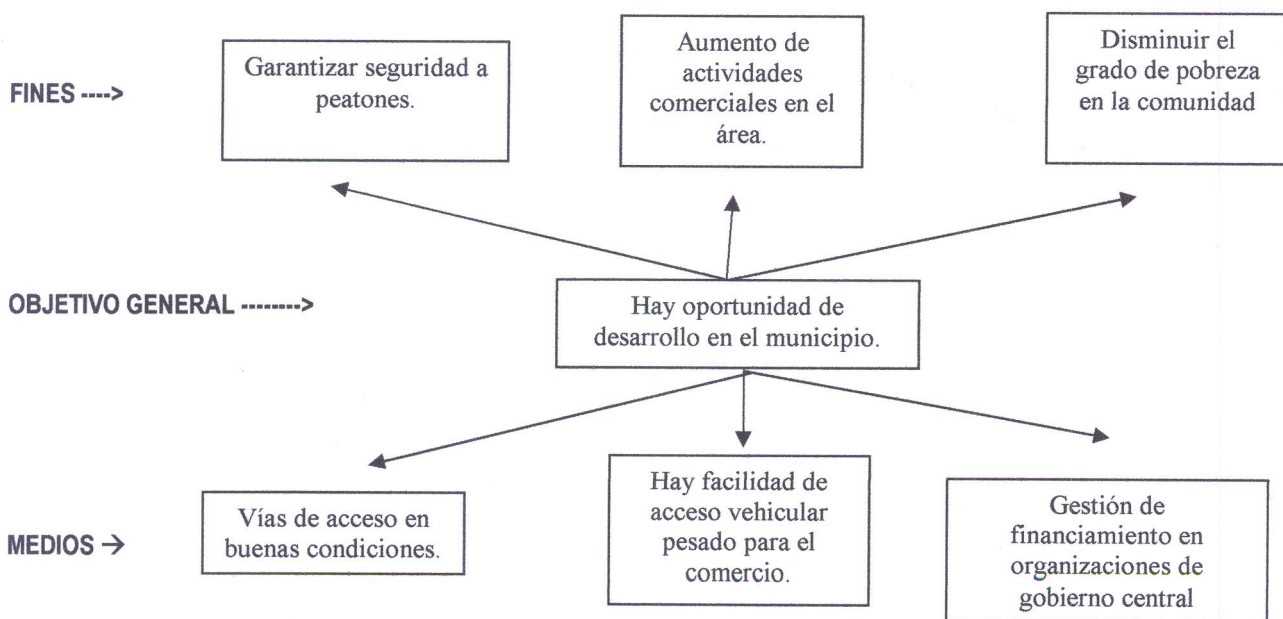 FINES ---->
Garantizar seguridad a
peatones.
Aumento de
actividades
comerciales en el
área.
Disminuir el
grado de pobreza
en la comunidad
OBJETIVO GENERAL -------->
Hay oportunidad de
desarrollo en el municipio.
MEDIOS →
Vías de acceso en
buenas condiciones.
Hay facilidad de
acceso vehicular
pesado para el
comercio.
Gestión de
financiamiento en
organizaciones de
gobierno central